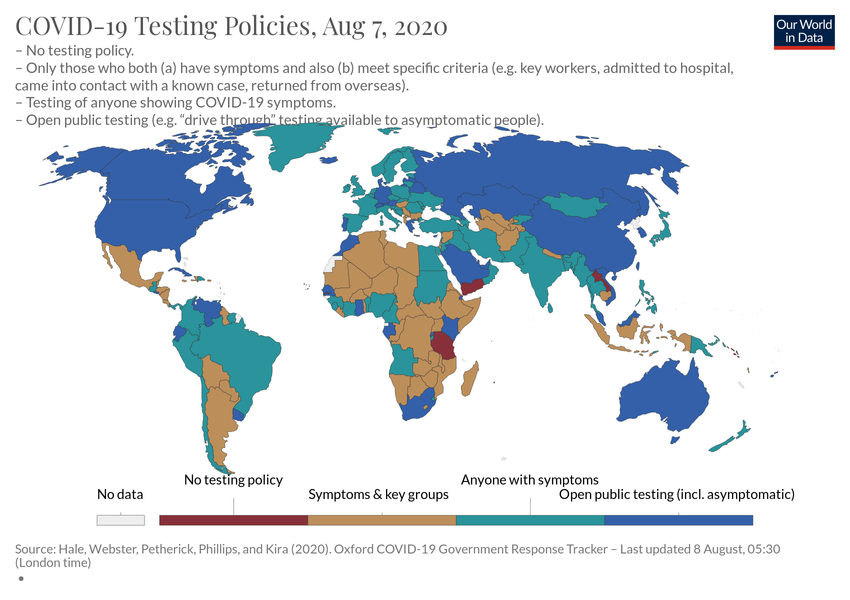 COVID-19 Testing Policies, Aug 7, 2020
Our World
in Data
– No testing policy.
– Only those who both (a) have symptoms and also (b) meet specific criteria (e.g. key workers, admitted to hospital,
came into contact with a known case, returned from overseas).
– Testing of anyone showing COVID-19 symptoms.
– Open public testing (e.g. “drive through” testing available to asymptomatic people).
No testing policy
Anyone with symptoms
No data
Symptoms & key groups
Open public testing (incl. asymptomatic)
Source: Hale, Webster, Petherick, Phillips, and Kira (2020). Oxford COVID-19 Government Response Tracker – Last updated 8 August, 05:30
(London time)